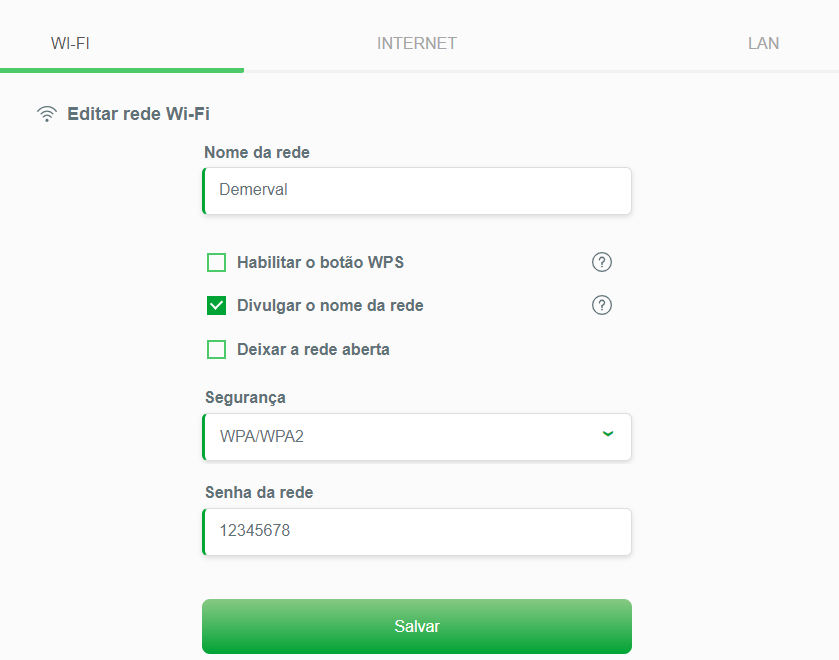 WI-FI INTERNET LAN
Editar rede Wi-Fi
Nome da rede
Demerval
Habilitar o botão WPS ?
Divulgar o nome da rede ?
Deixar a rede aberta
Segurança
WPA/WPA2
Senha da rede
12345678
Salvar